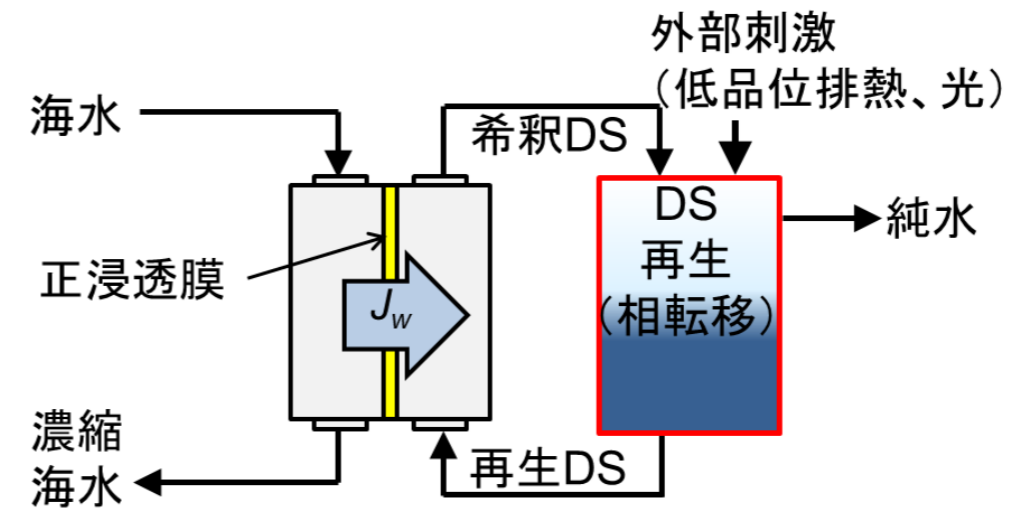 外部刺激
（低品位排熱、光）
海水
希釈DS
DS
再生
（相転移）
純水
正浸透膜
Jw
濃縮
海水
再生DS